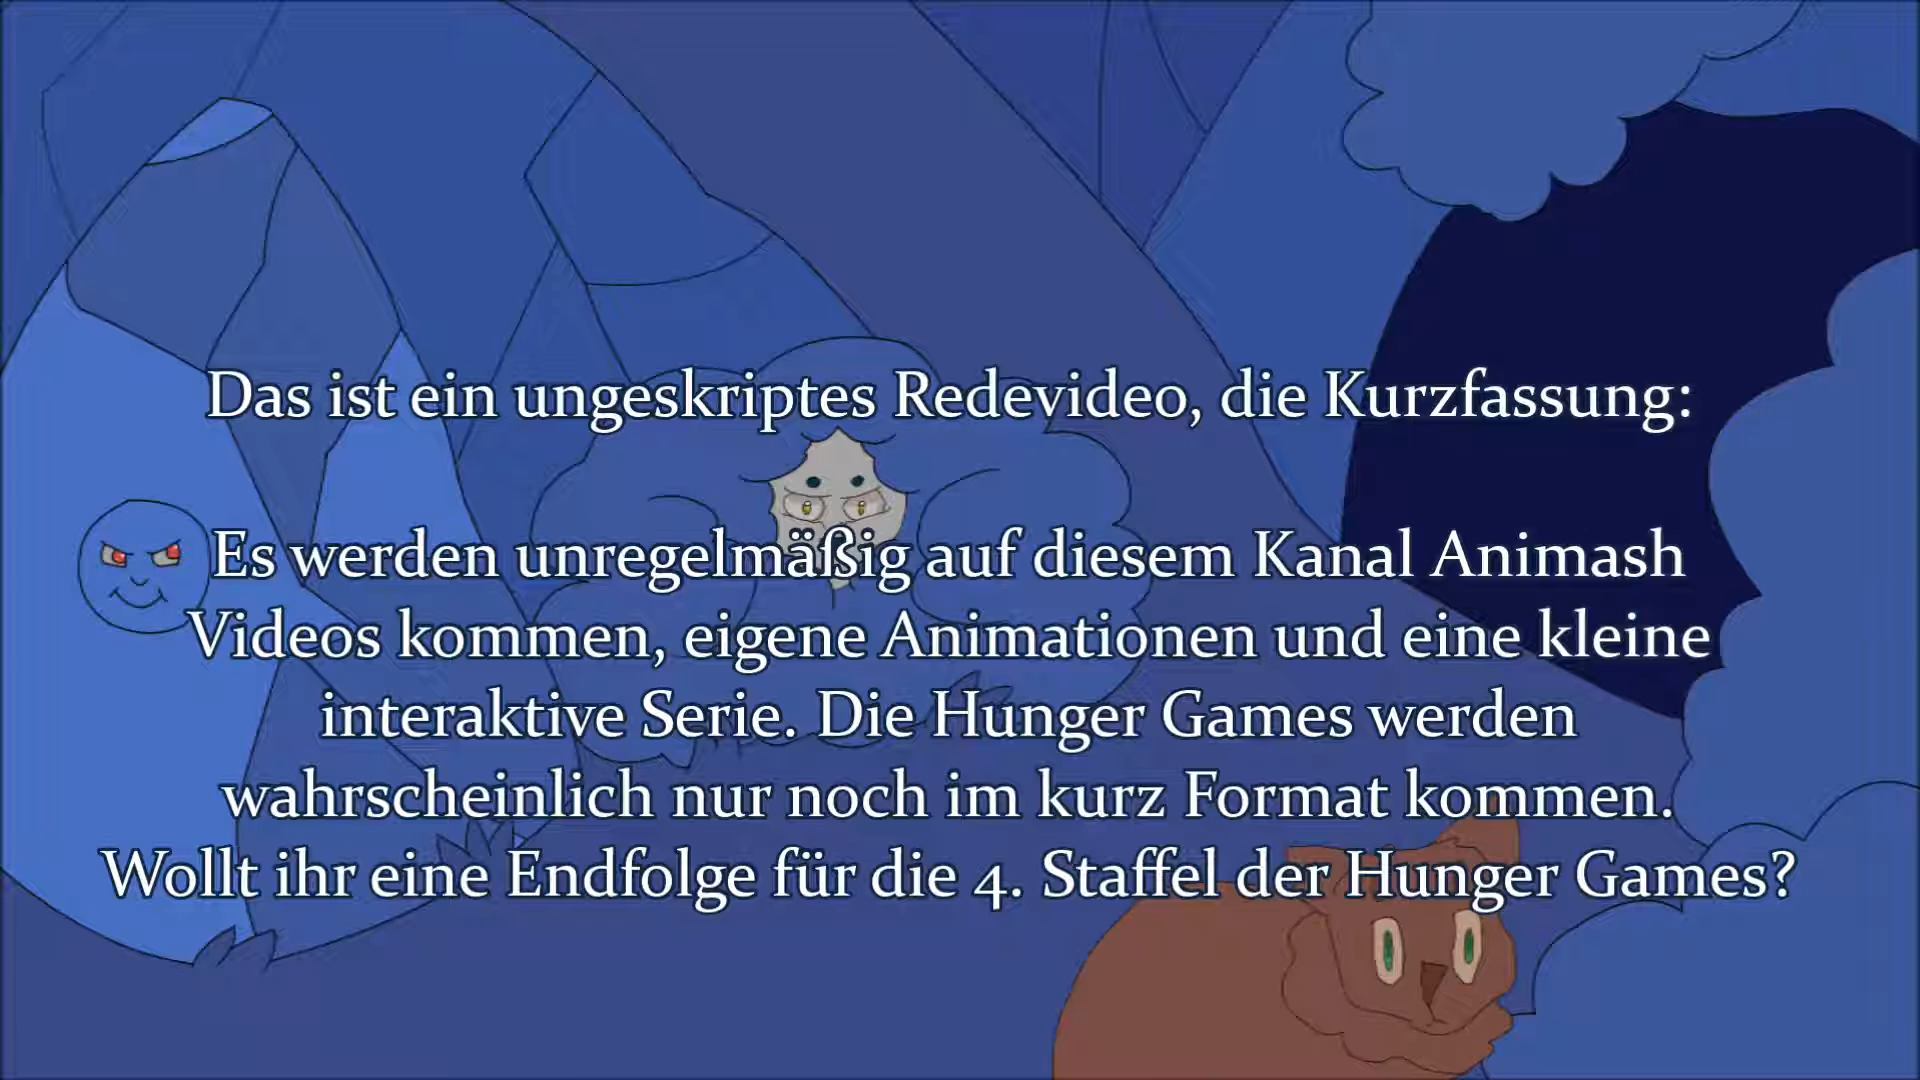 Das ist ein ungeskriptes Redevideo, die Kurzfassung:
Es werden unregelmäßig auf diesem Kanal Animash
Videos kommen, eigene Animationen und eine kleine
interaktive Serie. Die Hunger Games werden
wahrscheinlich nur noch im kurz Format kommen.
Wollt ihr eine Endfolge für die 4. Staffel der Hunger Games?